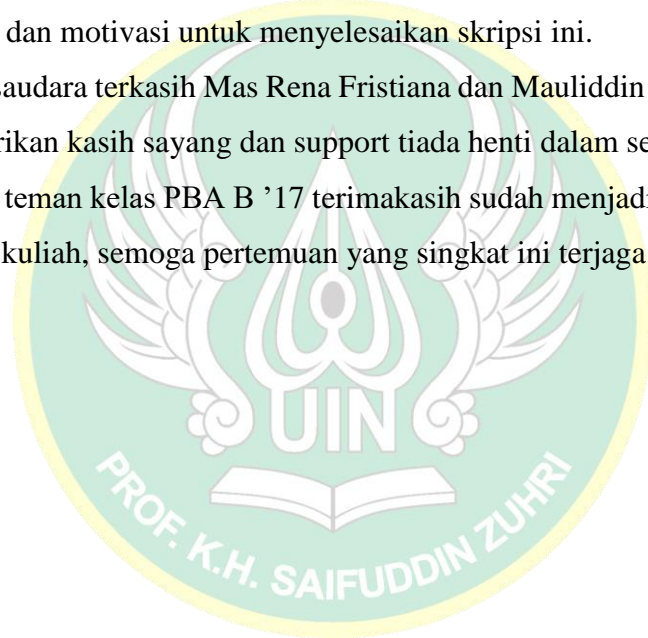 dan motivasi untuk menyelesaikan skripsi ini.
saudara terkasih Mas Rena Fristiana dan Mauliddin
rikan kasih sayang dan support tiada henti dalam se
teman kelas PBA B ’17 terimakasih sudah menjadi
kuliah, semoga pertemuan yang singkat ini terjaga
UIN
PROF. K.H. SAIFUDDIN ZUHRI